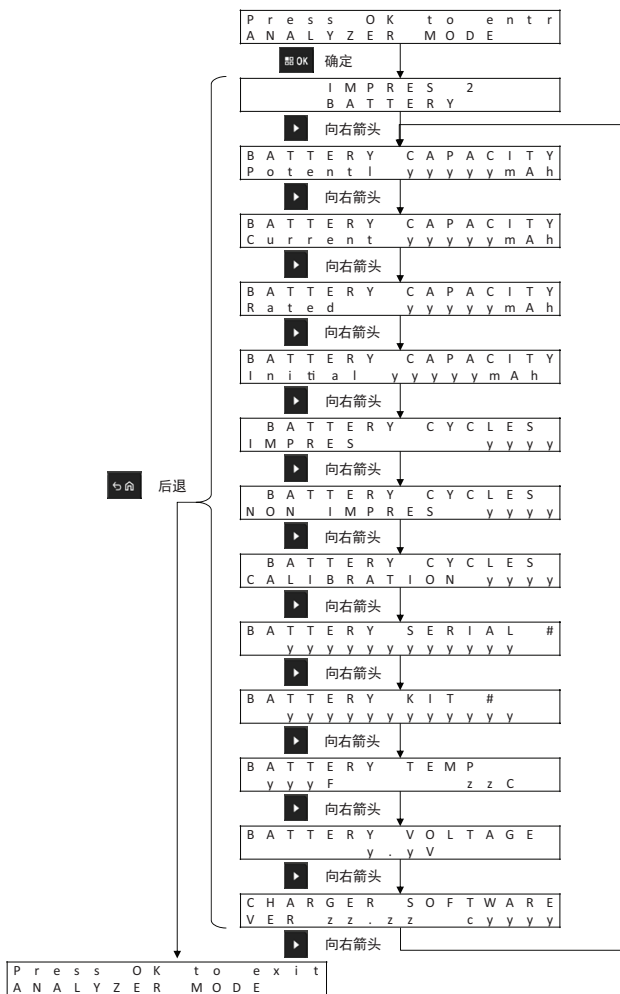 Press OK to entr
ANALYZER MODE
OK 确定
IMPRES 2
BATTERY
向右箭头
BATTERY CAPACITY
Potentl yyyyymAh
向右箭头
BATTERY CAPACITY
Current yyyyymAh
向右箭头
BATTERY CAPACITY
Rated yyyyymAh
向右箭头
BATTERY CAPACITY
Initial yyyyymAh
向右箭头
BATTERY CYCLES
IMPRES yyyy
向右箭头
后退
BATTERY CYCLES
NON IMPRES yyyy
向右箭头
BATTERY CYCLES
CALIBRATION yyyy
向右箭头
BATTERY SERIAL #
yyyyyyyyyyyy
向右箭头
BATTERY KIT #
yyyyyyyyyyyy
向右箭头
BATTERY TEMP
yyyF zzC
向右箭头
BATTERY VOLTAGE
y.yV
向右箭头
CHARGER SOFTWARE
VER zz.zz cyyyy
向右箭头
Press OK to exit
ANALYZER MODE